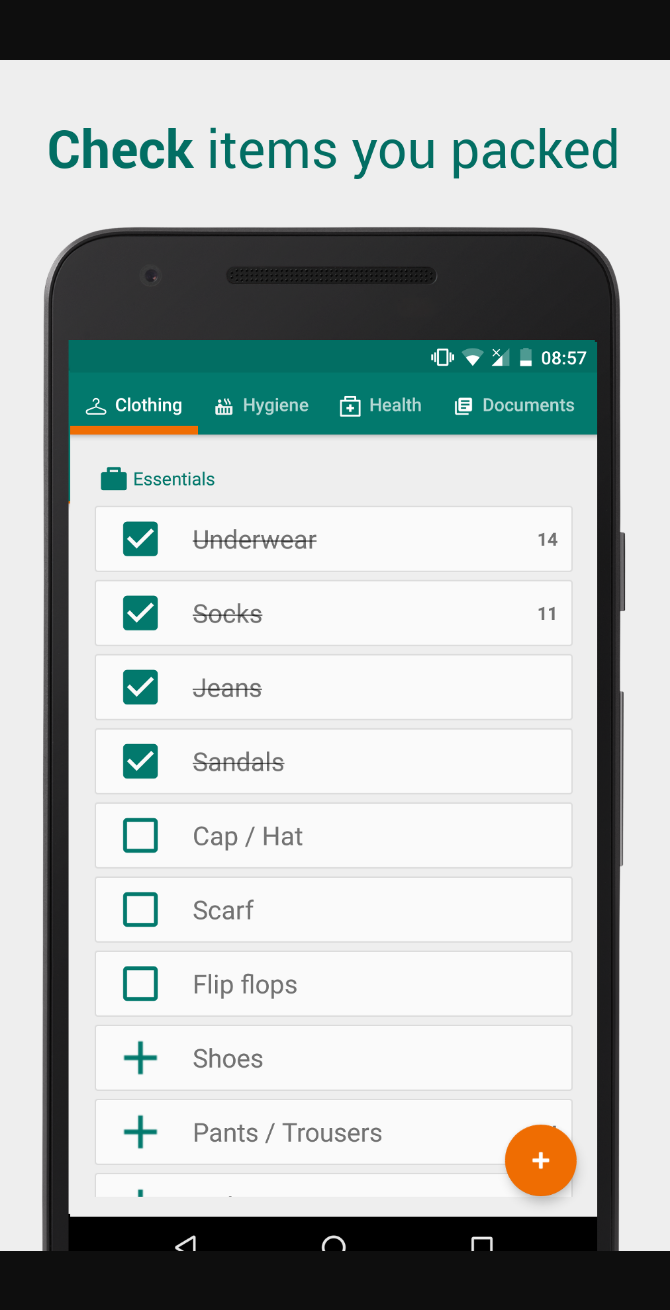 Check items you packed
08:57
Clothing Hygiene Health Documents
Essentials
Underwear 14
Socks 11
Jeans
Sandals
Cap / Hat
Scarf
Flip flops
Shoes
Pants / Trousers